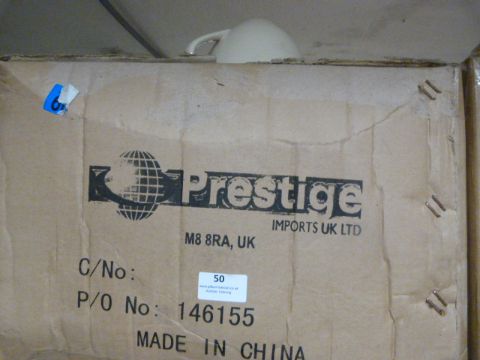 Prestige
IMPORTS UK LTD
M8 8RA, UK
C/No:
50
P/O No: 146155
MADE IN CHINA